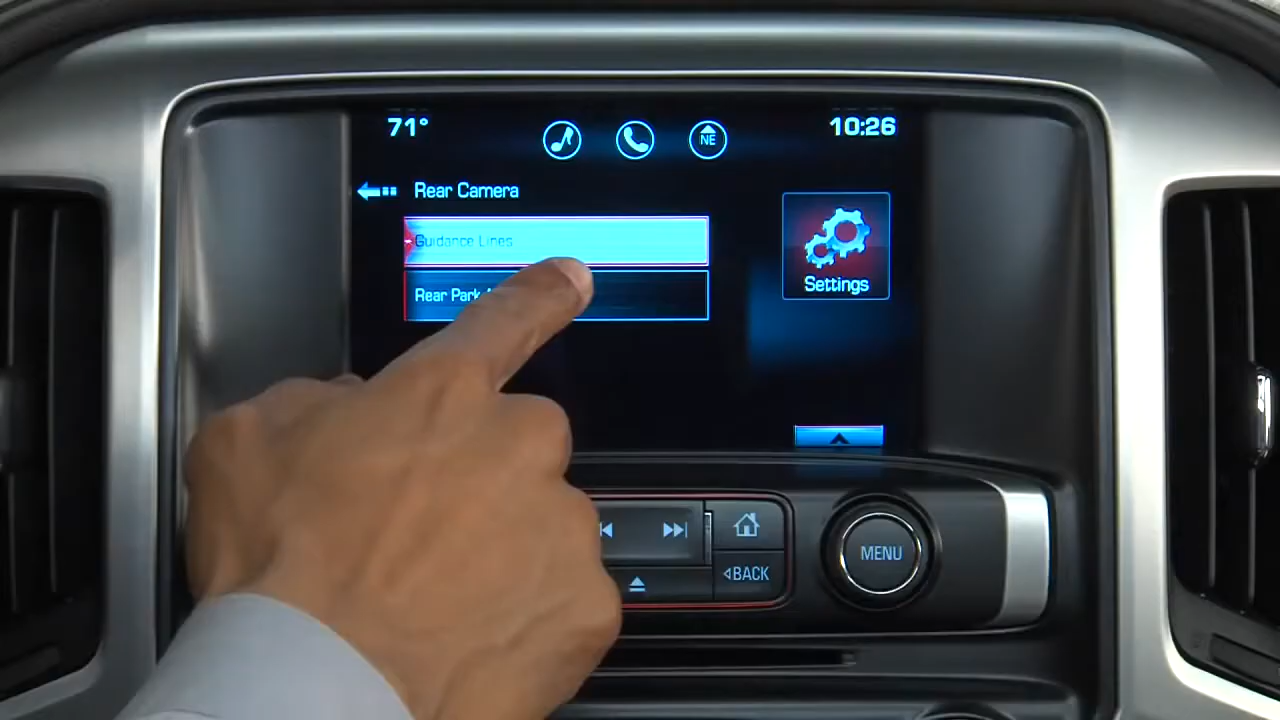 71°
NE
10:26
Rear Camera
Guidance Lines
Rear Park
Settings
MENU
BACK